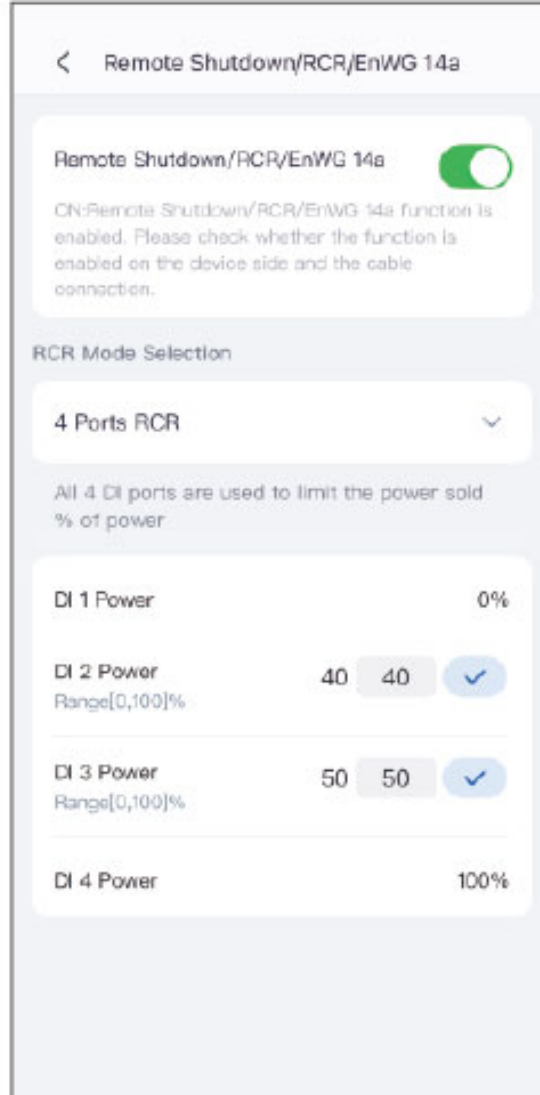 Remote Shutdown/RCR/EnWG 14a
Remote Shutdown/RCR/EnWG 14a
ON:Remote Shutdown/RCR/EnWG 14a function is
enabled. Please check whether the function is
enabled on the device side and the cable
connection.
RCR Mode Selection
4 Ports RCR
All 4 DI ports are used to limit the power sold
% of power
DI 1 Power 0%
DI 2 Power 40 40
Range[0,100]%
DI 3 Power 50 50
Range[0,100]%
DI 4 Power 100%